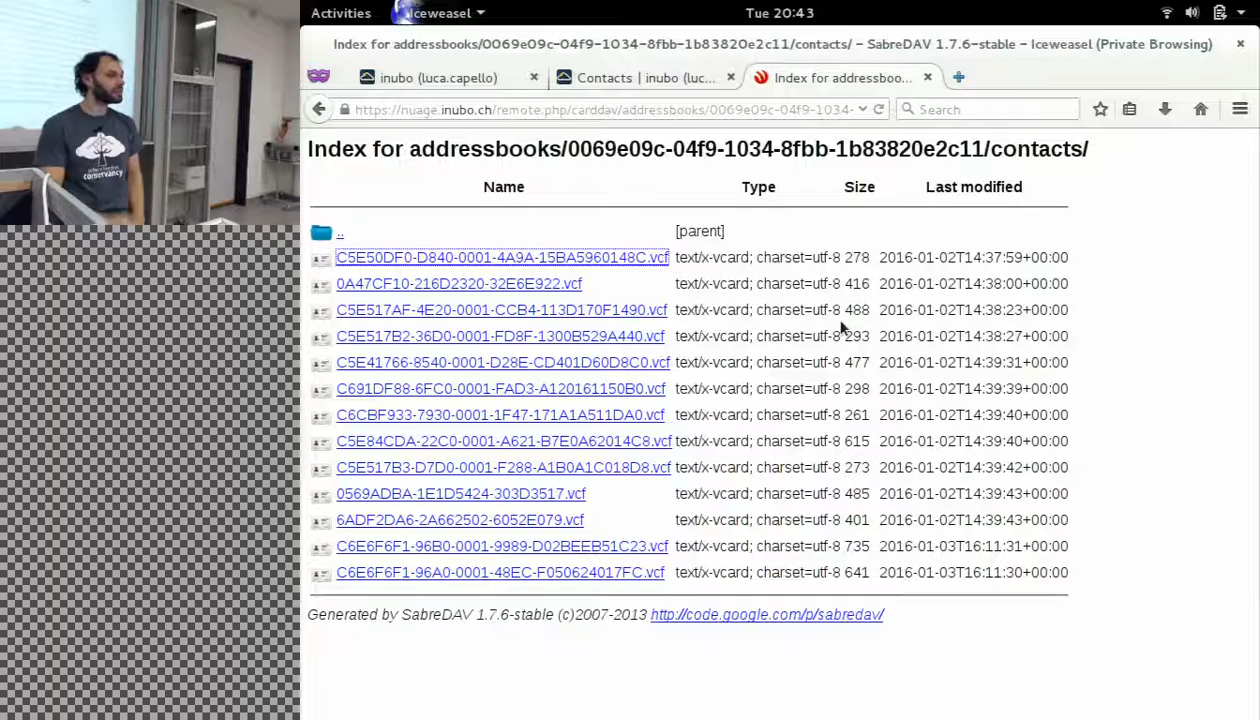 Activities Iceweasel Tue 20:43
Index for addressbooks/0069e09c-04f9-1034-8fbb-1b83820e2c11/contacts/ – SabreDAV 1.7.6-stable – Iceweasel (Private Browsing)
inubo (luca.capello) Contacts | inubo (luc... Index for addressboo...
https://nuage.inubo.ch/remote.php/carddav/addressbooks/0069e09c-04f9-1034- Search
Index for addressbooks/0069e09c-04f9-1034-8fbb-1b83820e2c11/contacts/
Name Type Size Last modified
.. [parent]
C5E50DF0-D840-0001-4A9A-15BA5960148C.vcf text/x-vcard; charset=utf-8 278 2016-01-02T14:37:59+00:00
0A47CF10-216D2320-32E6E922.vcf text/x-vcard; charset=utf-8 416 2016-01-02T14:38:00+00:00
C5E517AF-4E20-0001-CCB4-113D170F1490.vcf text/x-vcard; charset=utf-8 488 2016-01-02T14:38:23+00:00
C5E517B2-36D0-0001-FD8F-1300B529A440.vcf text/x-vcard; charset=utf-8 293 2016-01-02T14:38:27+00:00
C5E41766-8540-0001-D28E-CD401D60D8C0.vcf text/x-vcard; charset=utf-8 477 2016-01-02T14:39:31+00:00
C691DF88-6FC0-0001-FAD3-A120161150B0.vcf text/x-vcard; charset=utf-8 298 2016-01-02T14:39:39+00:00
C6CBF933-7930-0001-1F47-171A1A511DA0.vcf text/x-vcard; charset=utf-8 261 2016-01-02T14:39:40+00:00
C5E84CDA-22C0-0001-A621-B7E0A62014C8.vcf text/x-vcard; charset=utf-8 615 2016-01-02T14:39:40+00:00
C5E517B3-D7D0-0001-F288-A1B0A1C018D8.vcf text/x-vcard; charset=utf-8 273 2016-01-02T14:39:42+00:00
0569ADBA-1E1D5424-303D3517.vcf text/x-vcard; charset=utf-8 485 2016-01-02T14:39:43+00:00
6ADF2DA6-2A662502-6052E079.vcf text/x-vcard; charset=utf-8 401 2016-01-02T14:39:43+00:00
C6E6F6F1-96B0-0001-9989-D02BEEB51C23.vcf text/x-vcard; charset=utf-8 735 2016-01-03T16:11:31+00:00
C6E6F6F1-96A0-0001-48EC-F050624017FC.vcf text/x-vcard; charset=utf-8 641 2016-01-03T16:11:30+00:00
Generated by SabreDAV 1.7.6-stable (c)2007-2013 http://code.google.com/p/sabredav/
conservancy